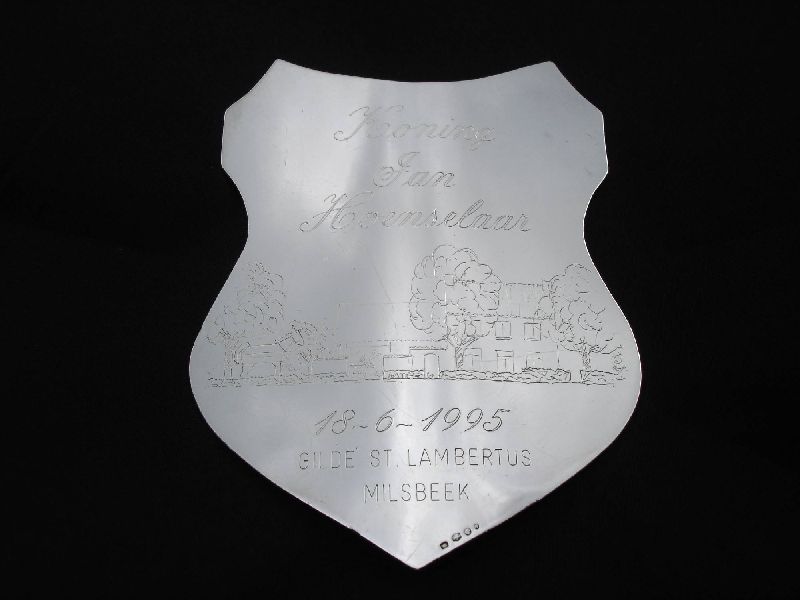 Koning
Jan
Hoenselaar
18-6-1995
GILDE ST. LAMBERTUS
MILSBEEK